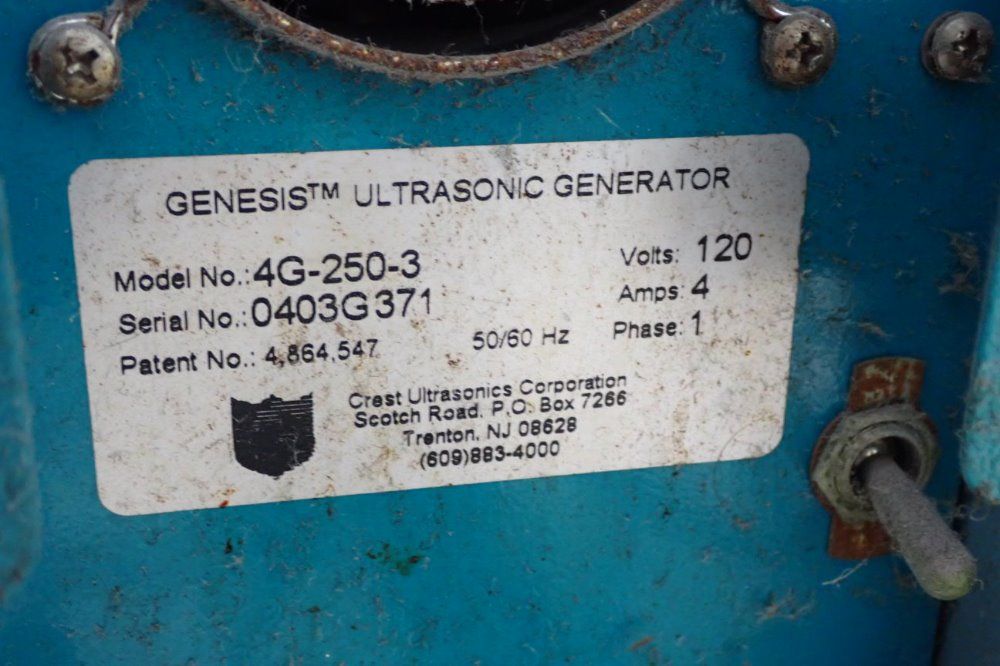 GENESIS™ ULTRASONIC GENERATOR
Model No.: 4G-250-3
Volts: 120
Serial No.: 0403G371
Amps: 4
Patent No.: 4,864,547
50/60 Hz
Phase: 1
Crest Ultrasonics Corporation
Scotch Road, P.O. Box 7266
Trenton, NJ 08628
(609)883-4000